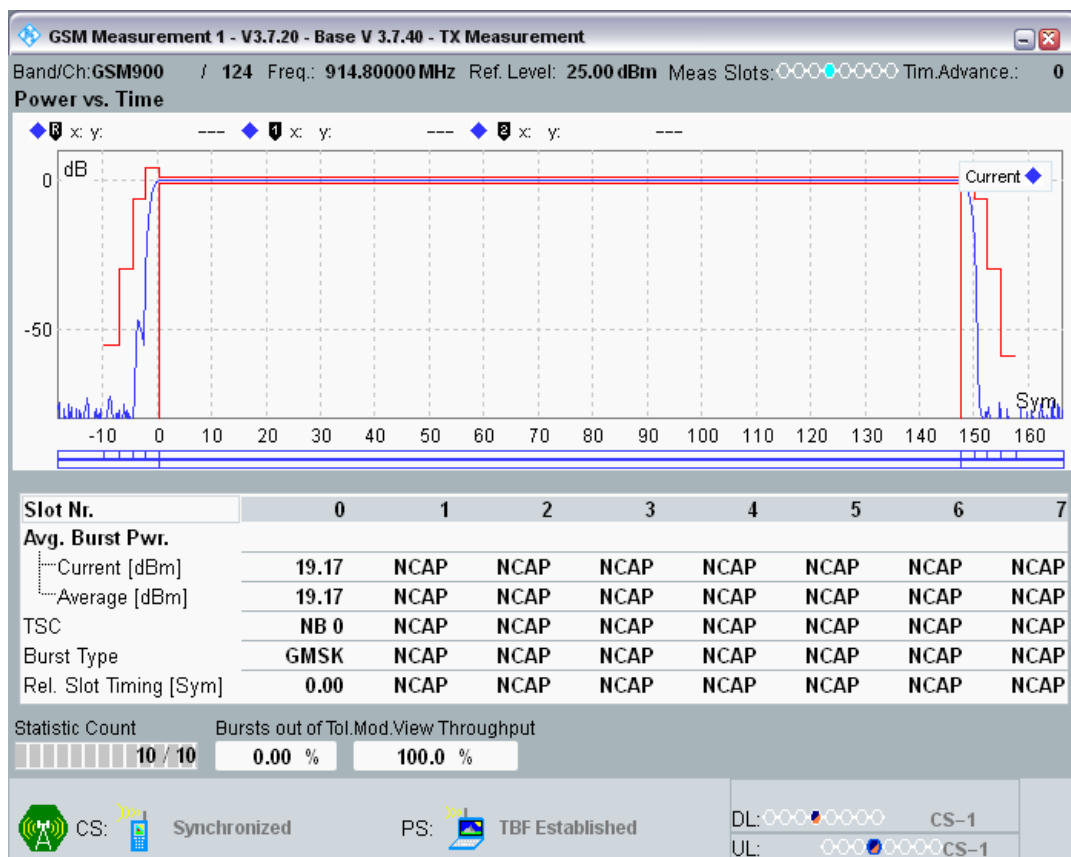 GSM Measurement 1 - V3.7.20 - Base V 3.7.40 - TX Measurement
Band/Ch:GSM900 / 124 Freq.: 914.80000 MHz Ref. Level: 25.00 dBm Meas Slots: Tim.Advance.: 0
Power vs. Time
R x: y: --- 1 x: y: --- 2 x: y: ---
dB
Current
0
-50
Sym
-10 0 10 20 30 40 50 60 70 80 90 100 110 120 130 140 150 160
Slot Nr. 0 1 2 3 4 5 6 7
Avg. Burst Pwr.
Current [dBm] 19.17 NCAP NCAP NCAP NCAP NCAP NCAP NCAP
Average [dBm] 19.17 NCAP NCAP NCAP NCAP NCAP NCAP NCAP
TSC NB 0 NCAP NCAP NCAP NCAP NCAP NCAP NCAP
Burst Type GMSK NCAP NCAP NCAP NCAP NCAP NCAP NCAP
Rel. Slot Timing [Sym] 0.00 NCAP NCAP NCAP NCAP NCAP NCAP NCAP
Statistic Count Bursts out of Tol. Mod.View Throughput
10 / 10 0.00 % 100.0 %
CS: Synchronized PS: TBF Established DL: CS-1
UL: CS-1